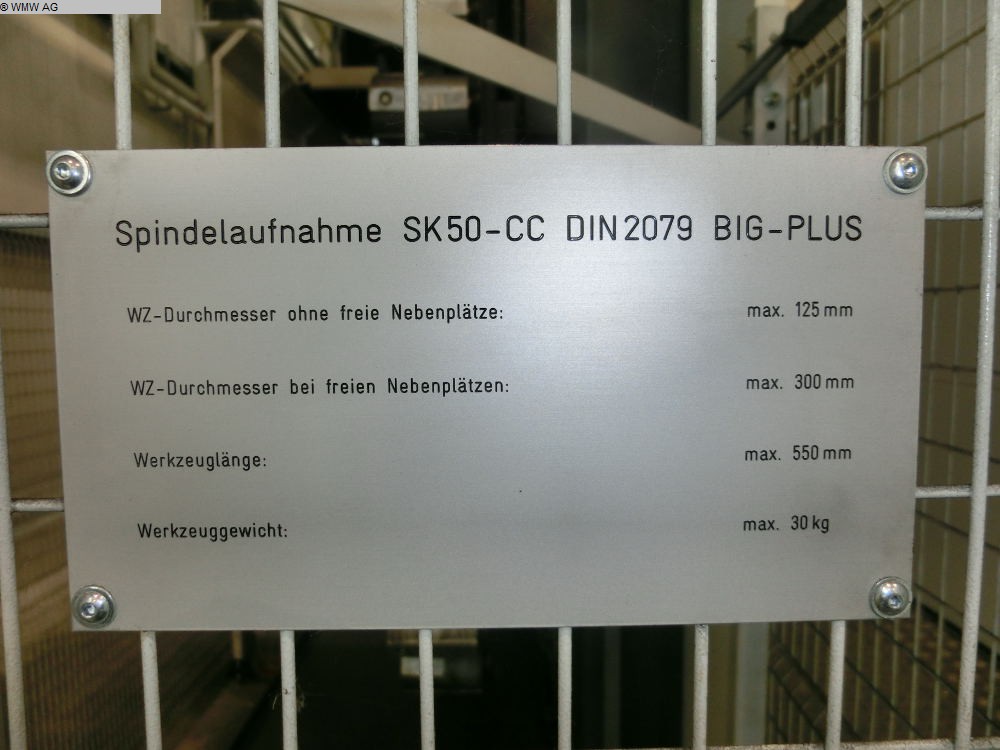 © WMW AG
Spindelaufnahme SK50-CC DIN2079 BIG-PLUS
WZ-Durchmesser ohne freie Nebenplätze: max. 125 mm
WZ-Durchmesser bei freien Nebenplätzen: max. 300 mm
Werkzeuglänge: max. 550 mm
Werkzeuggewicht: max. 30 kg